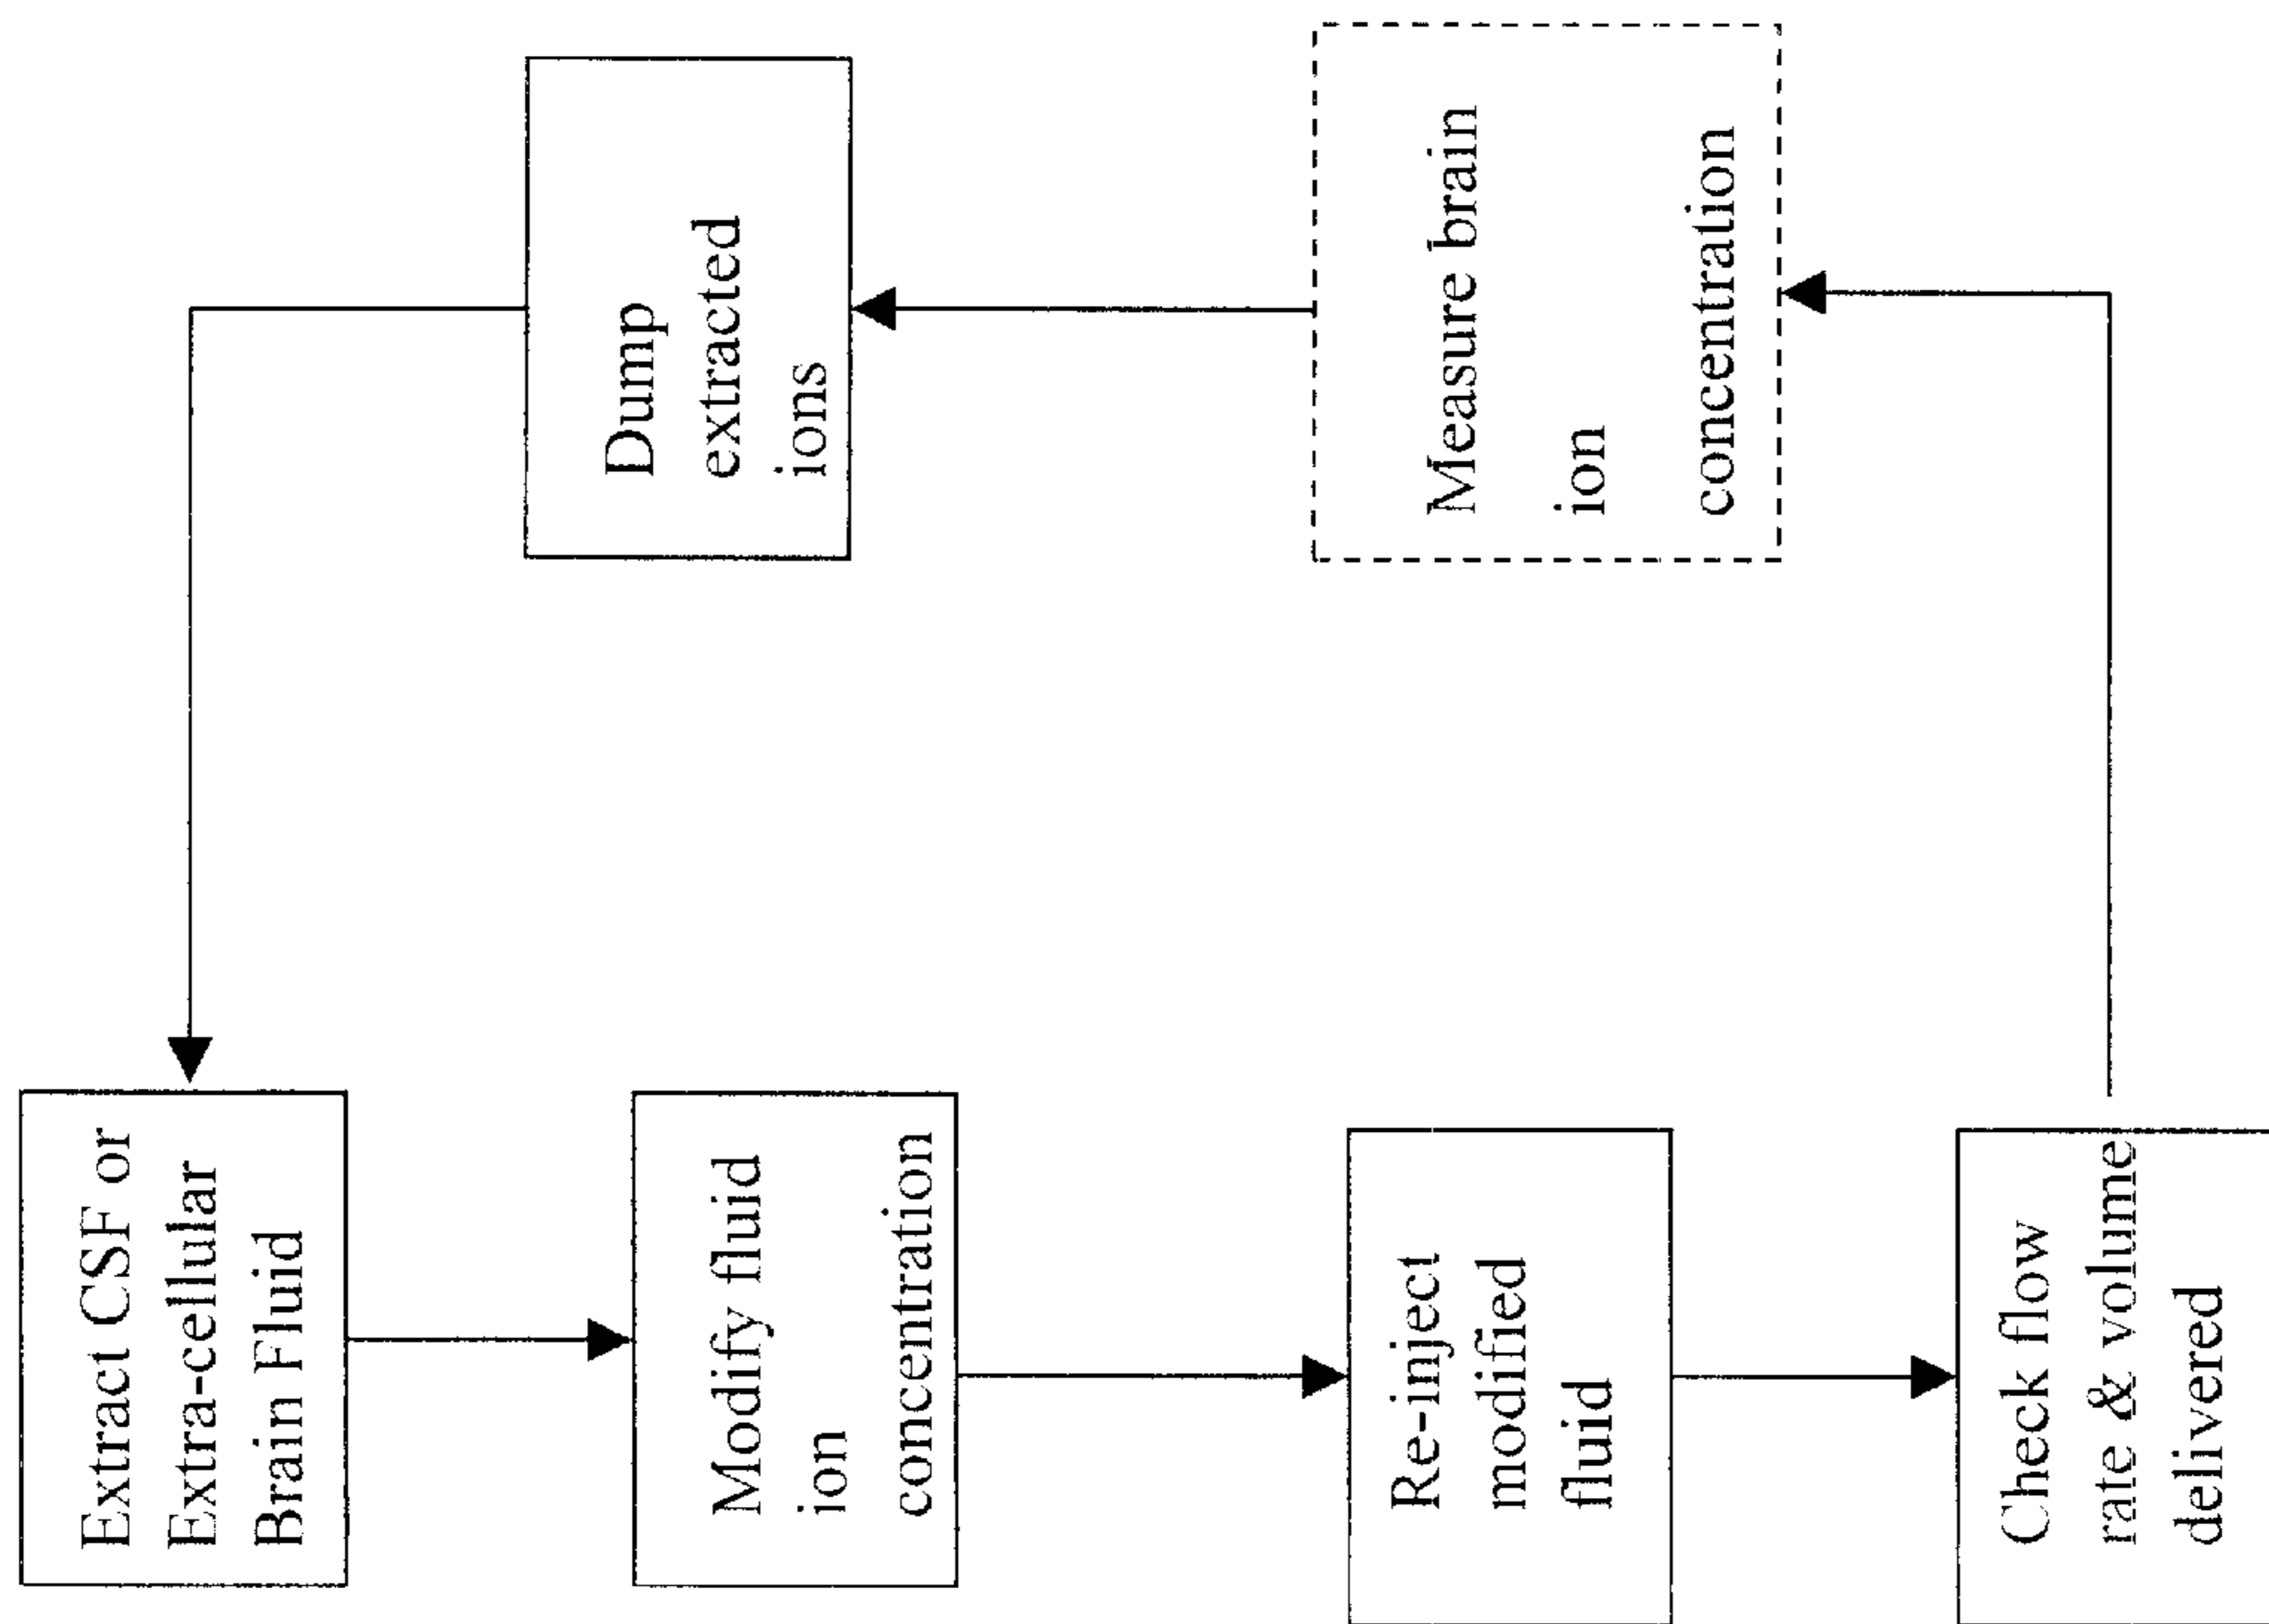 Extract CSF or
Extra-cellular
Brain Fluid
Modify fluid
ion
concentration
Re-inject
modified
fluid
Check flow
rate & volume
delivered
Measure brain
ion
concentration
Dump
extracted
ions